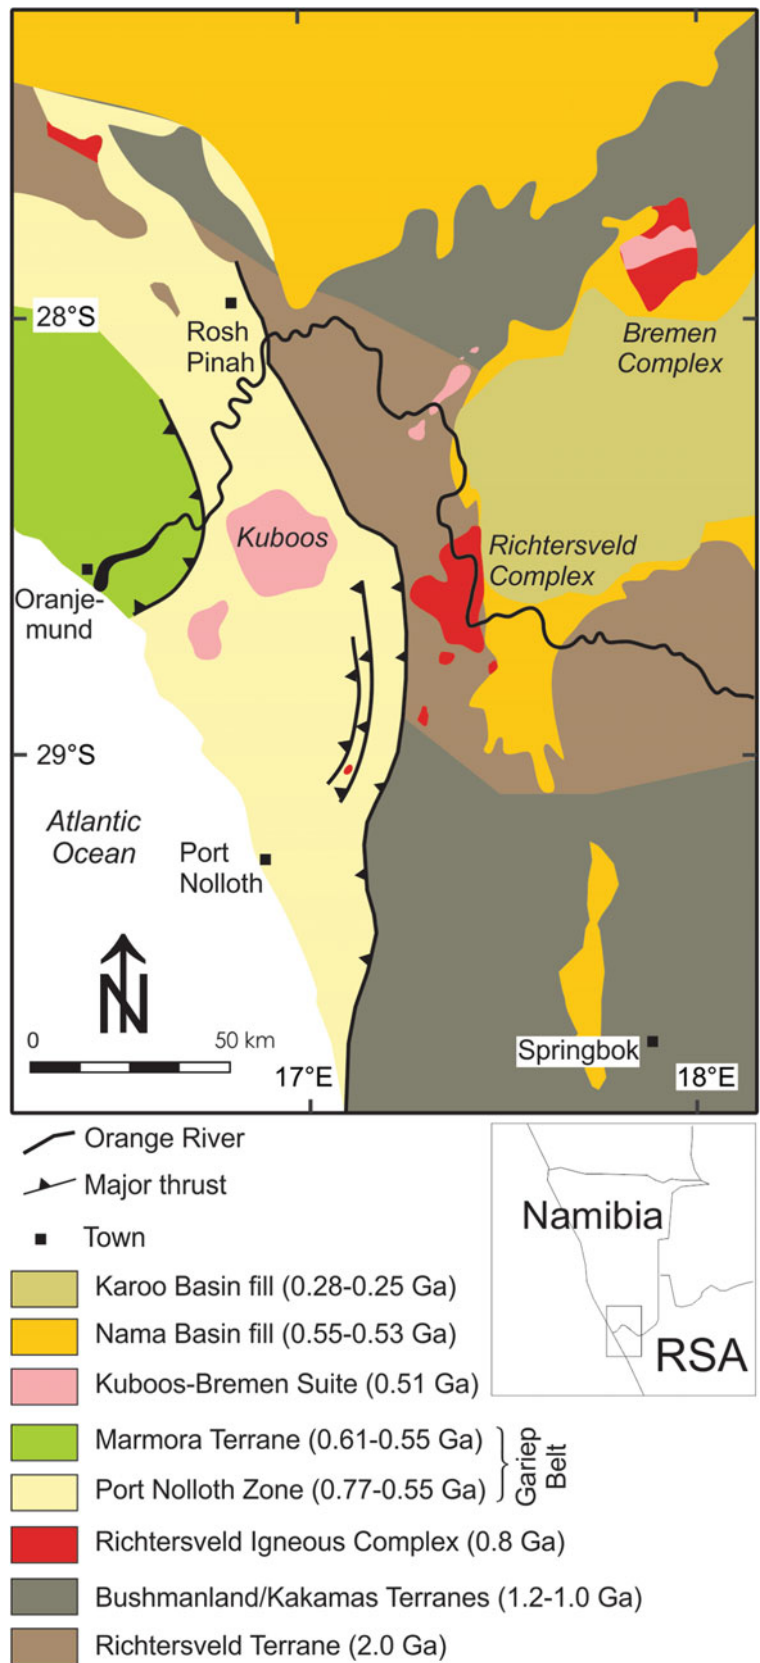 28°S
Rosh
Pinah
Bremen
Complex
Kuboos
Richtersveld
Complex
Oranje-
mund
29°S
Atlantic
Ocean
Port
Nolloth
N
0 50 km
Springbok
17°E
18°E
Orange River
Major thrust
Town
Namibia
RSA
Karoo Basin fill (0.28-0.25 Ga)
Nama Basin fill (0.55-0.53 Ga)
Kuboos-Bremen Suite (0.51 Ga)
Marmora Terrane (0.61-0.55 Ga)
Port Nolloth Zone (0.77-0.55 Ga)
Gariep
Belt
Richtersveld Igneous Complex (0.8 Ga)
Bushmanland/Kakamas Terranes (1.2-1.0 Ga)
Richtersveld Terrane (2.0 Ga)